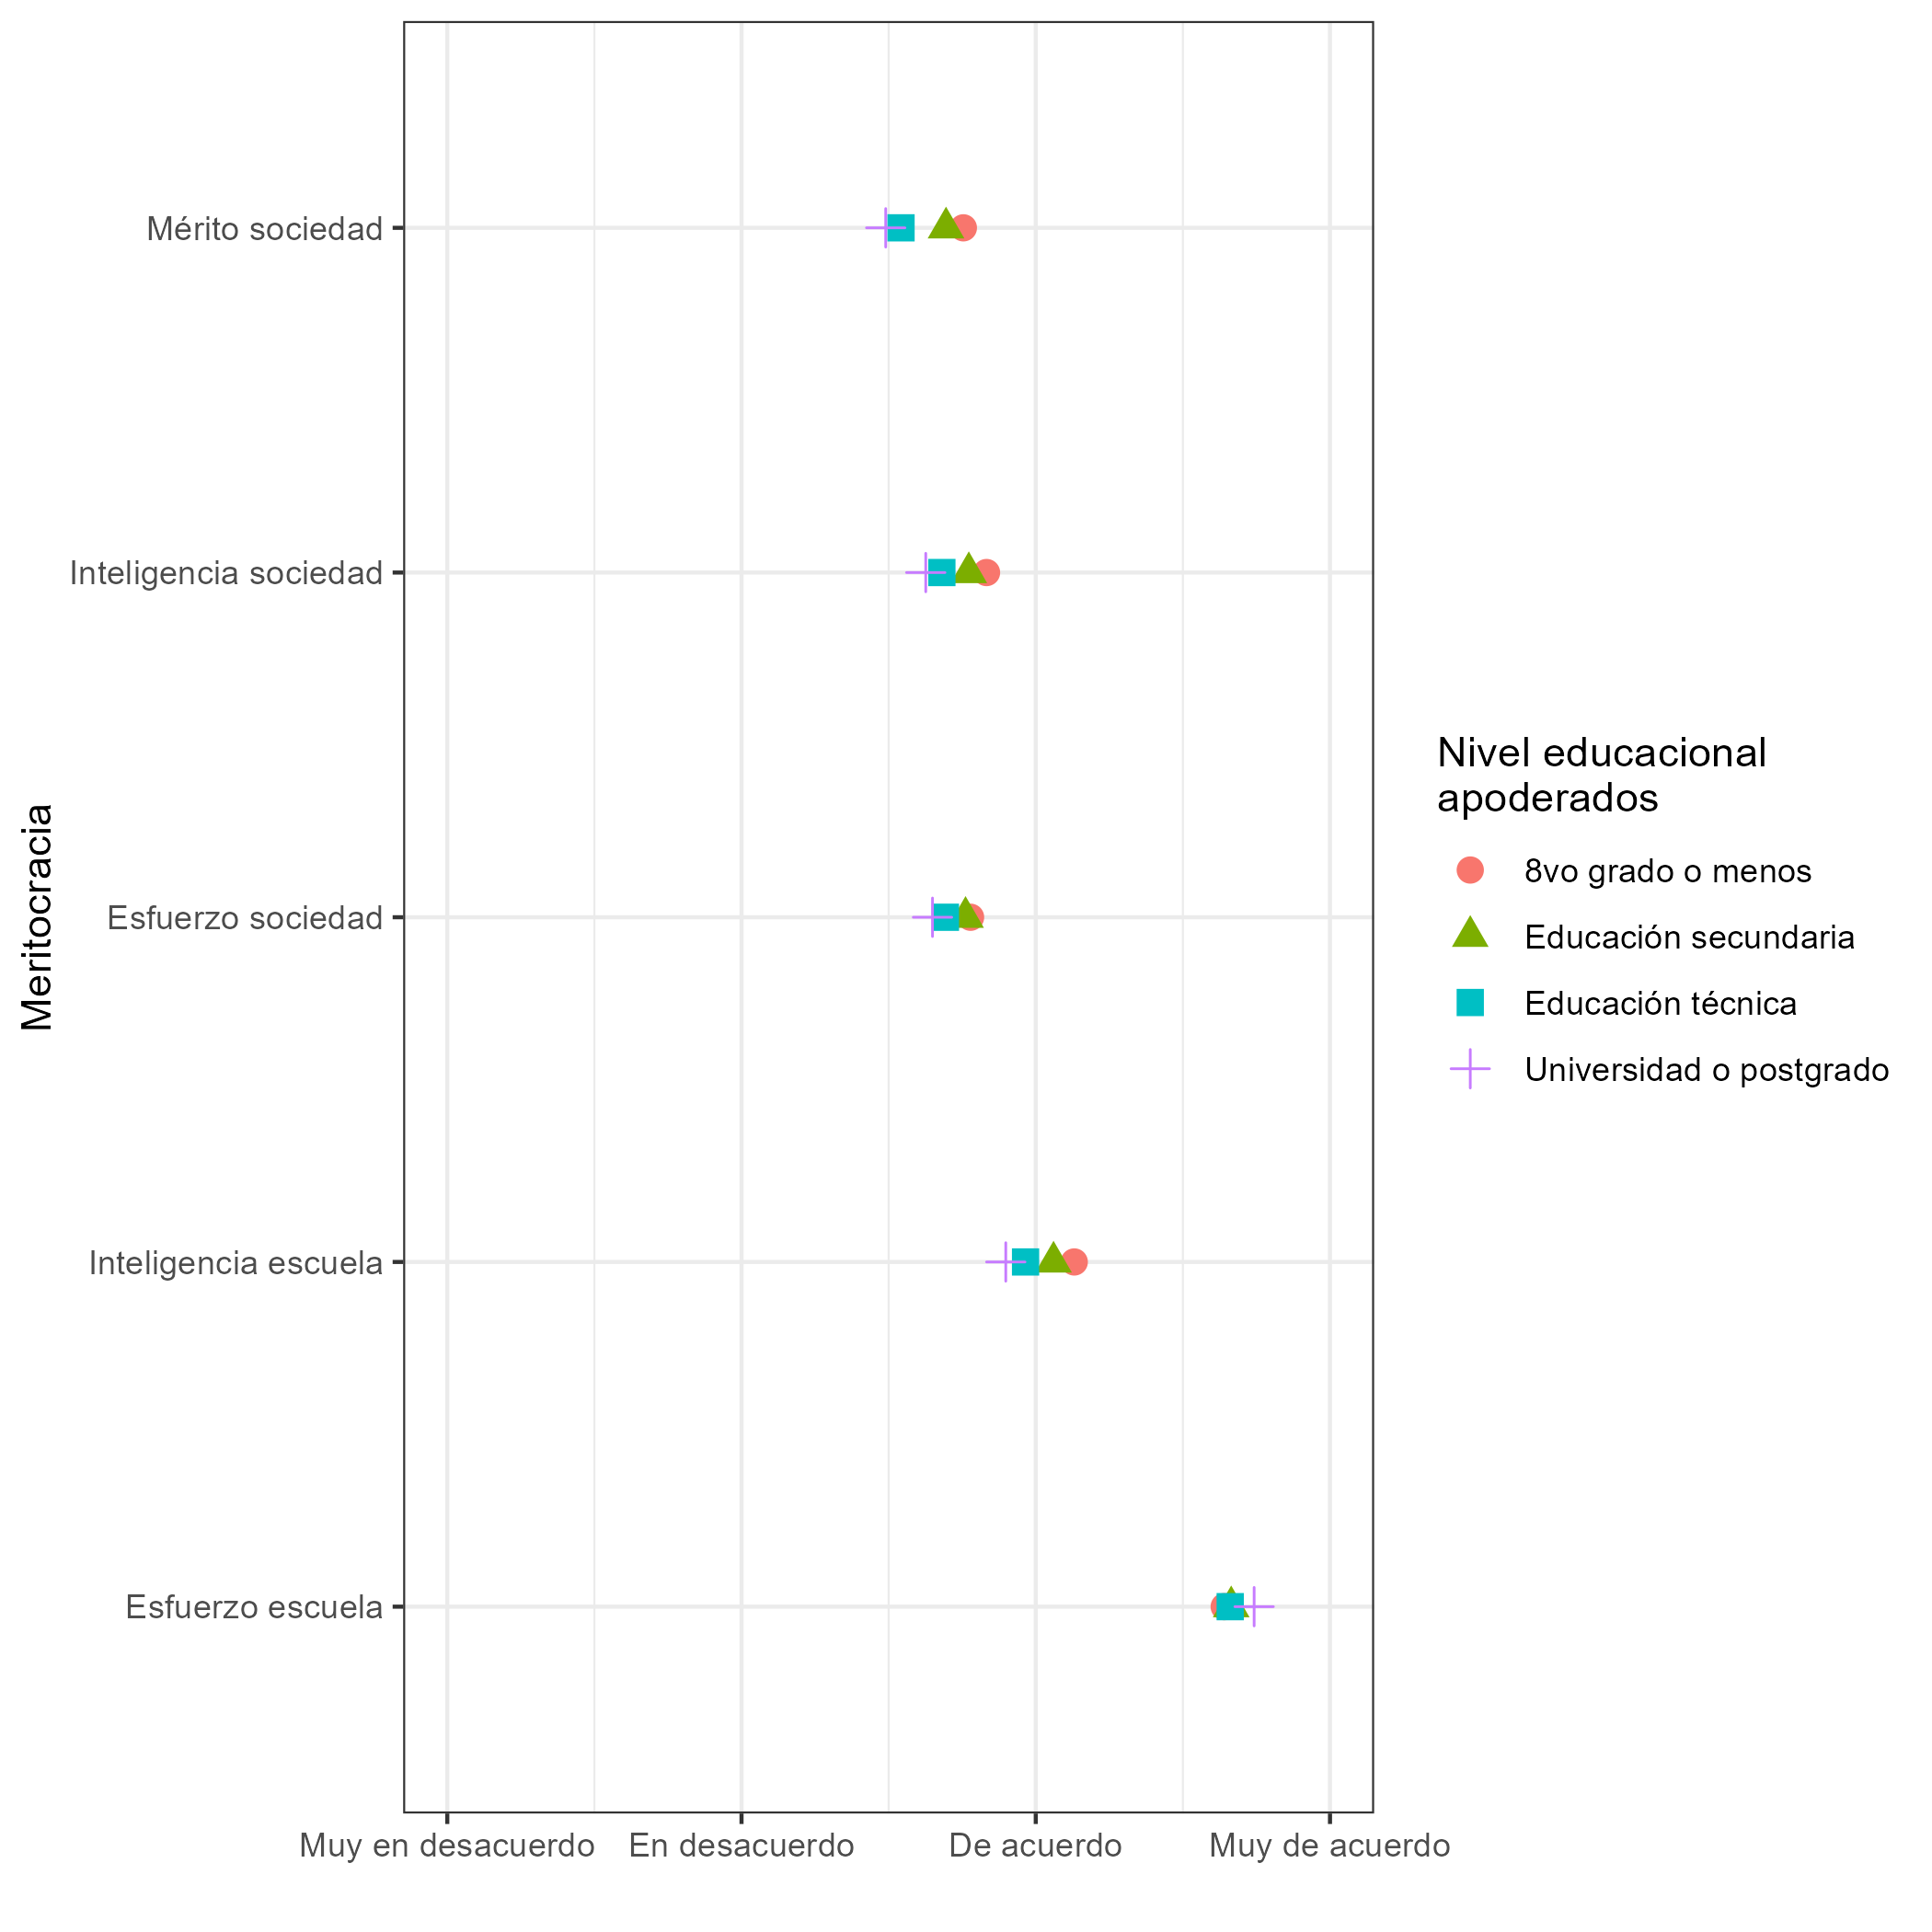 Meritocracia
Mérito sociedad
Inteligencia sociedad
Esfuerzo sociedad
Inteligencia escuela
Esfuerzo escuela
Muy en desacuerdo
En desacuerdo
De acuerdo
Muy de acuerdo
Nivel educacional
apoderados
8vo grado o menos
Educación secundaria
Educación técnica
Universidad o postgrado